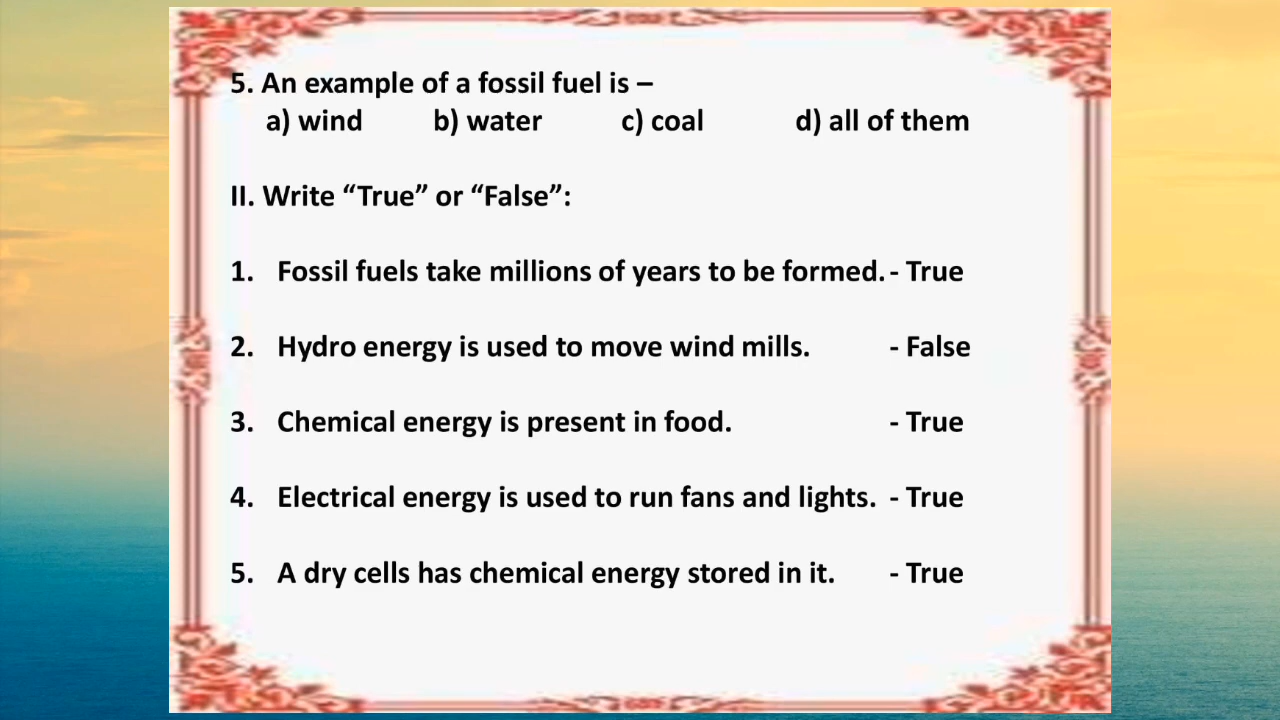 5. An example of a fossil fuel is –
a) wind b) water c) coal d) all of them
II. Write “True” or “False”:
1. Fossil fuels take millions of years to be formed. - True
2. Hydro energy is used to move wind mills. - False
3. Chemical energy is present in food. - True
4. Electrical energy is used to run fans and lights. - True
5. A dry cells has chemical energy stored in it. - True